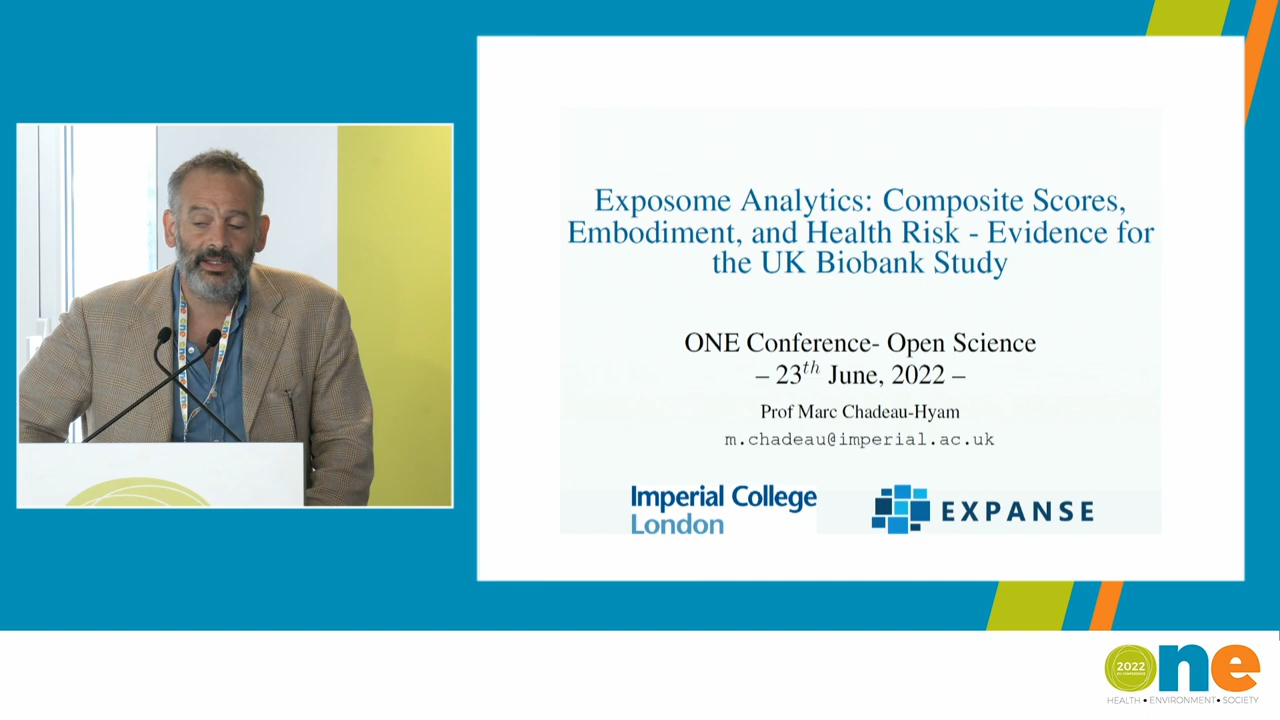 Exposome Analytics: Composite Scores,
Embodiment, and Health Risk - Evidence for
the UK Biobank Study
ONE Conference- Open Science
– 23th June, 2022 –
Prof Marc Chadeau-Hyam
m.chadeau@imperial.ac.uk
Imperial College
London
EXPANSE
2022
EU CONFERENCE
one
HEALTH • ENVIRONMENT • SOCIETY